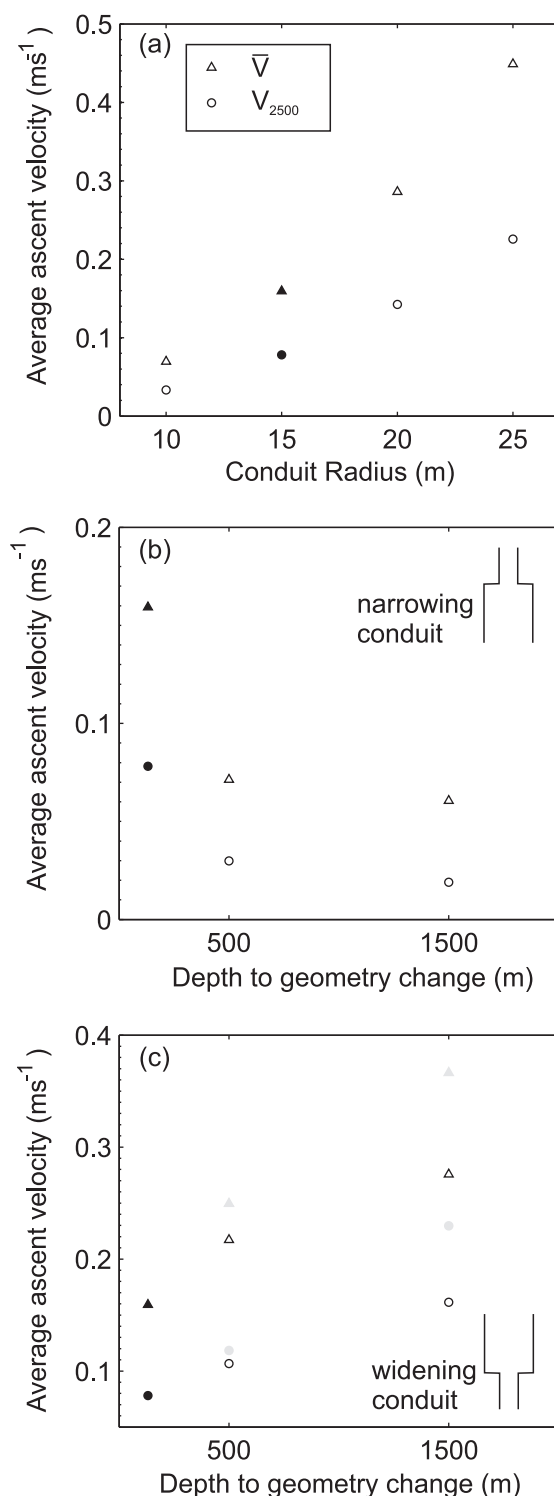 (a)
V̅
V2500
0.5
0.4
0.3
0.2
0.1
0
Average ascent velocity (ms-1)
10 15 20 25
Conduit Radius (m)
(b)
narrowing
conduit
0.2
0.1
0
Average ascent velocity (ms-1)
500 1500
Depth to geometry change (m)
(c)
widening
conduit
0.4
0.3
0.2
0.1
Average ascent velocity (ms-1)
500 1500
Depth to geometry change (m)